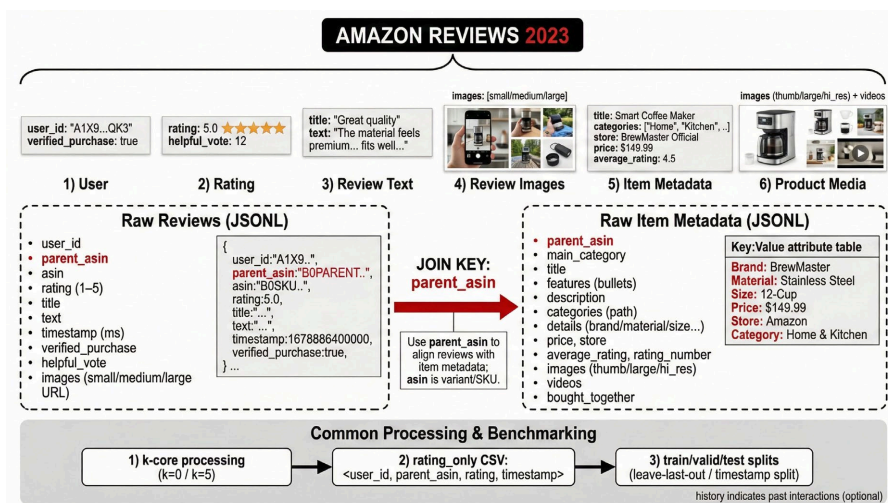 AMAZON REVIEWS 2023
user_id: "A1X9...QK3"
verified_purchase: true
1) User
rating: 5.0
helpful_vote: 12
2) Rating
title: "Great quality"
text: "The material feels
premium... fits well..."
3) Review Text
images: [small/medium/large]
4) Review Images
title: Smart Coffee Maker
categories: ["Home", "Kitchen", ..]
store: BrewMaster Official
price: $149.99
average_rating: 4.5
5) Item Metadata
images (thumb/large/hi_res) + videos
6) Product Media
Raw Reviews (JSONL)
• user_id
• parent_asin
• asin
• rating (1–5)
• title
• text
• timestamp (ms)
• verified_purchase
• helpful_vote
• images (small/medium/large
URL)
{
user_id:"A1X9..",
parent_asin:"B0PARENT..",
asin:"B0SKU..",
rating:5.0,
title:"...",
text:"...",
timestamp:1678886400000,
verified_purchase:true,
} ...
JOIN KEY:
parent_asin
Use parent_asin to
align reviews with
item metadata;
asin is variant/SKU.
Raw Item Metadata (JSONL)
• parent_asin
• main_category
• title
• features (bullets)
• description
• categories (path)
• details (brand/material/size...)
• price, store
• average_rating, rating_number
• images (thumb/large/hi_res)
• videos
• bought_together
Key:Value attribute table
Brand: BrewMaster
Material: Stainless Steel
Size: 12-Cup
Price: $149.99
Store: Amazon
Category: Home & Kitchen
Common Processing & Benchmarking
1) k-core processing
(k=0 / k=5)
2) rating_only CSV:
<user_id, parent_asin, rating, timestamp>
3) train/valid/test splits
(leave-last-out / timestamp split)
history indicates past interactions (optional)